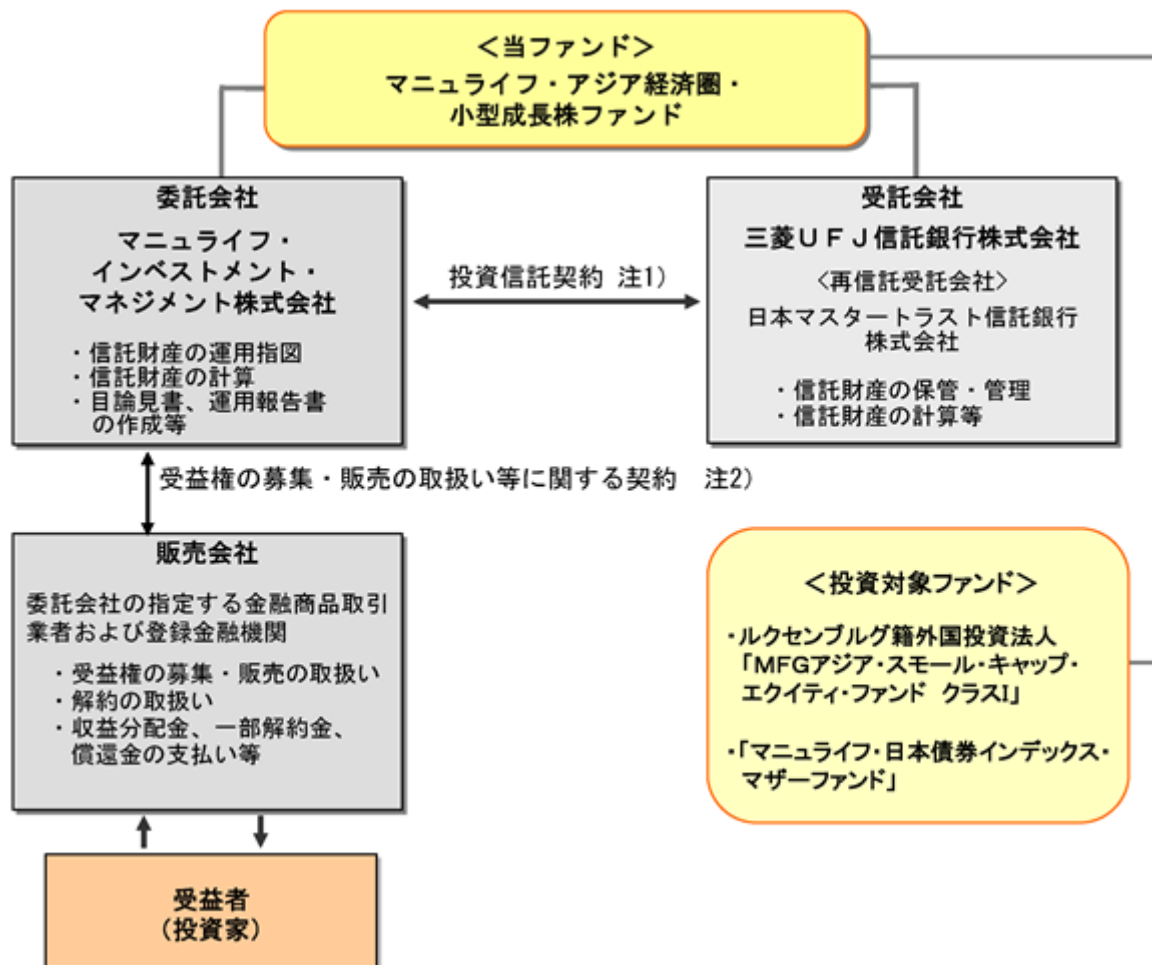 ＜当ファンド＞
マニュライフ・アジア経済圏・
小型成長株ファンド
委託会社
マニュライフ・
インベストメント・
マネジメント株式会社
・信託財産の運用指図
・信託財産の計算
・目論見書、運用報告書
の作成等
投資信託契約 注1）
受託会社
三菱ＵＦＪ信託銀行株式会社
〈再信託受託会社〉
日本マスタートラスト信託銀行
株式会社
・信託財産の保管・管理
・信託財産の計算等
受益権の募集・販売の取扱い等に関する契約　注2）
販売会社
委託会社の指定する金融商品取引
業者および登録金融機関
・受益権の募集・販売の取扱い
・解約の取扱い
・収益分配金、一部解約金、
償還金の支払い等
＜投資対象ファンド＞
・ルクセンブルグ籍外国投資法人
「MFGアジア・スモール・キャップ・
エクイティ・ファンド クラスI」
・「マニュライフ・日本債券インデックス・
マザーファンド」
受益者
（投資家）